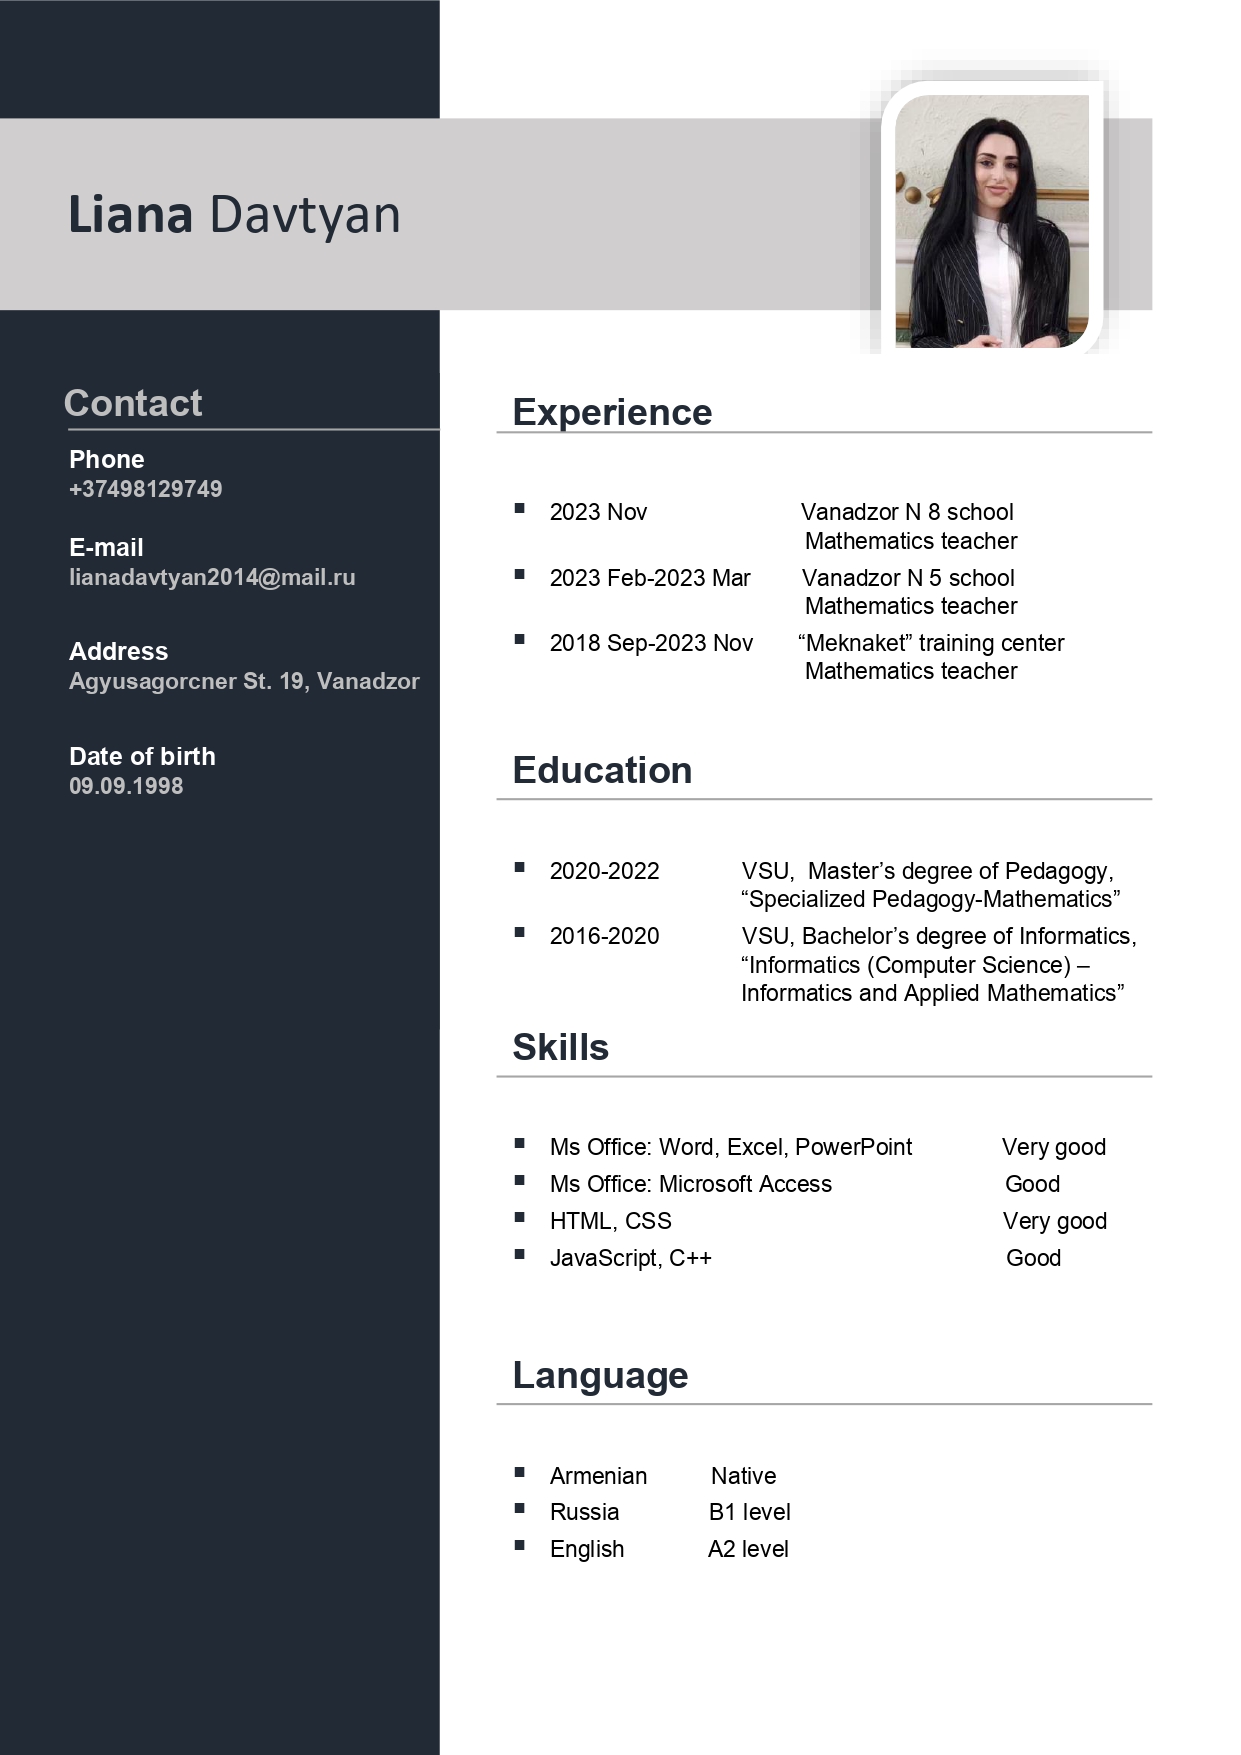 Liana Davtyan
Contact
Phone
+37498129749
E-mail
lianadavtyan2014@mail.ru
Address
Agyusagorcner St. 19, Vanadzor
Date of birth
09.09.1998
Experience
2023 Nov Vanadzor N 8 school
Mathematics teacher
2023 Feb-2023 Mar Vanadzor N 5 school
Mathematics teacher
2018 Sep-2023 Nov “Meknaket” training center
Mathematics teacher
Education
2020-2022 VSU, Master’s degree of Pedagogy,
“Specialized Pedagogy-Mathematics”
2016-2020 VSU, Bachelor’s degree of Informatics,
“Informatics (Computer Science) –
Informatics and Applied Mathematics”
Skills
Ms Office: Word, Excel, PowerPoint Very good
Ms Office: Microsoft Access Good
HTML, CSS Very good
JavaScript, C++ Good
Language
Armenian Native
Russia B1 level
English A2 level